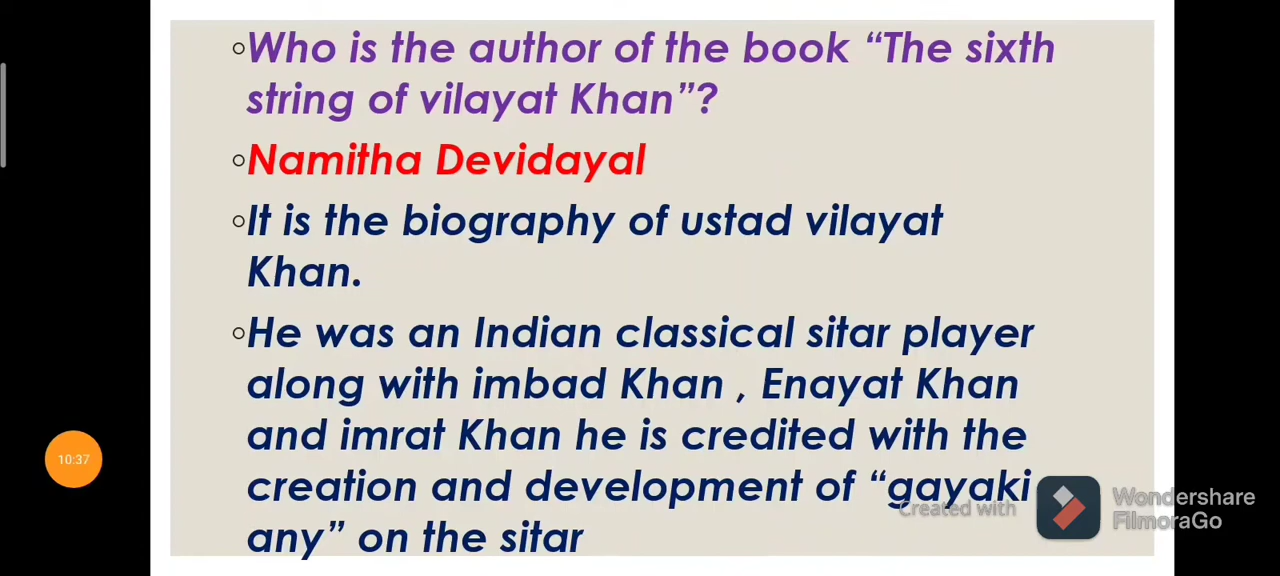 Who is the author of the book “The sixth
string of vilayat Khan”?
Namitha Devidayal
It is the biography of ustad vilayat
Khan.
He was an Indian classical sitar player
along with imbad Khan , Enayat Khan
and imrat Khan he is credited with the
creation and development of “gayaki
any” on the sitar
10:37
Created with
Wondershare
FilmoraGo